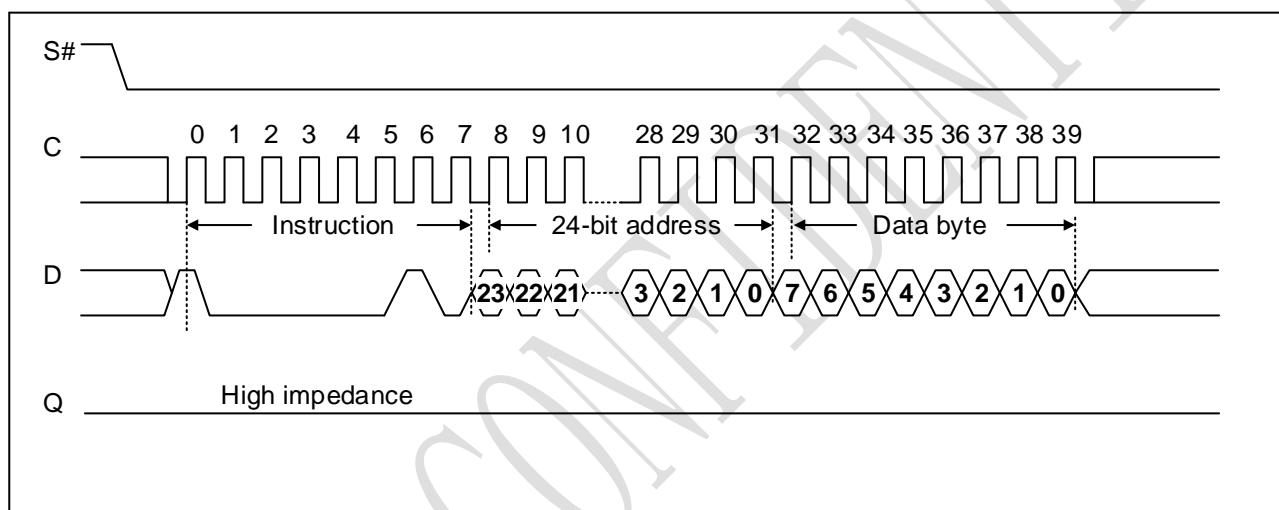 S#
0 1 2 3 4 5 6 7 8 9 10 28 29 30 31 32 33 34 35 36 37 38 39
C
Instruction 24-bit address Data byte
D
23 22 21 3 2 1 0 7 6 5 4 3 2 1 0
High impedance
Q
CONFIDENT